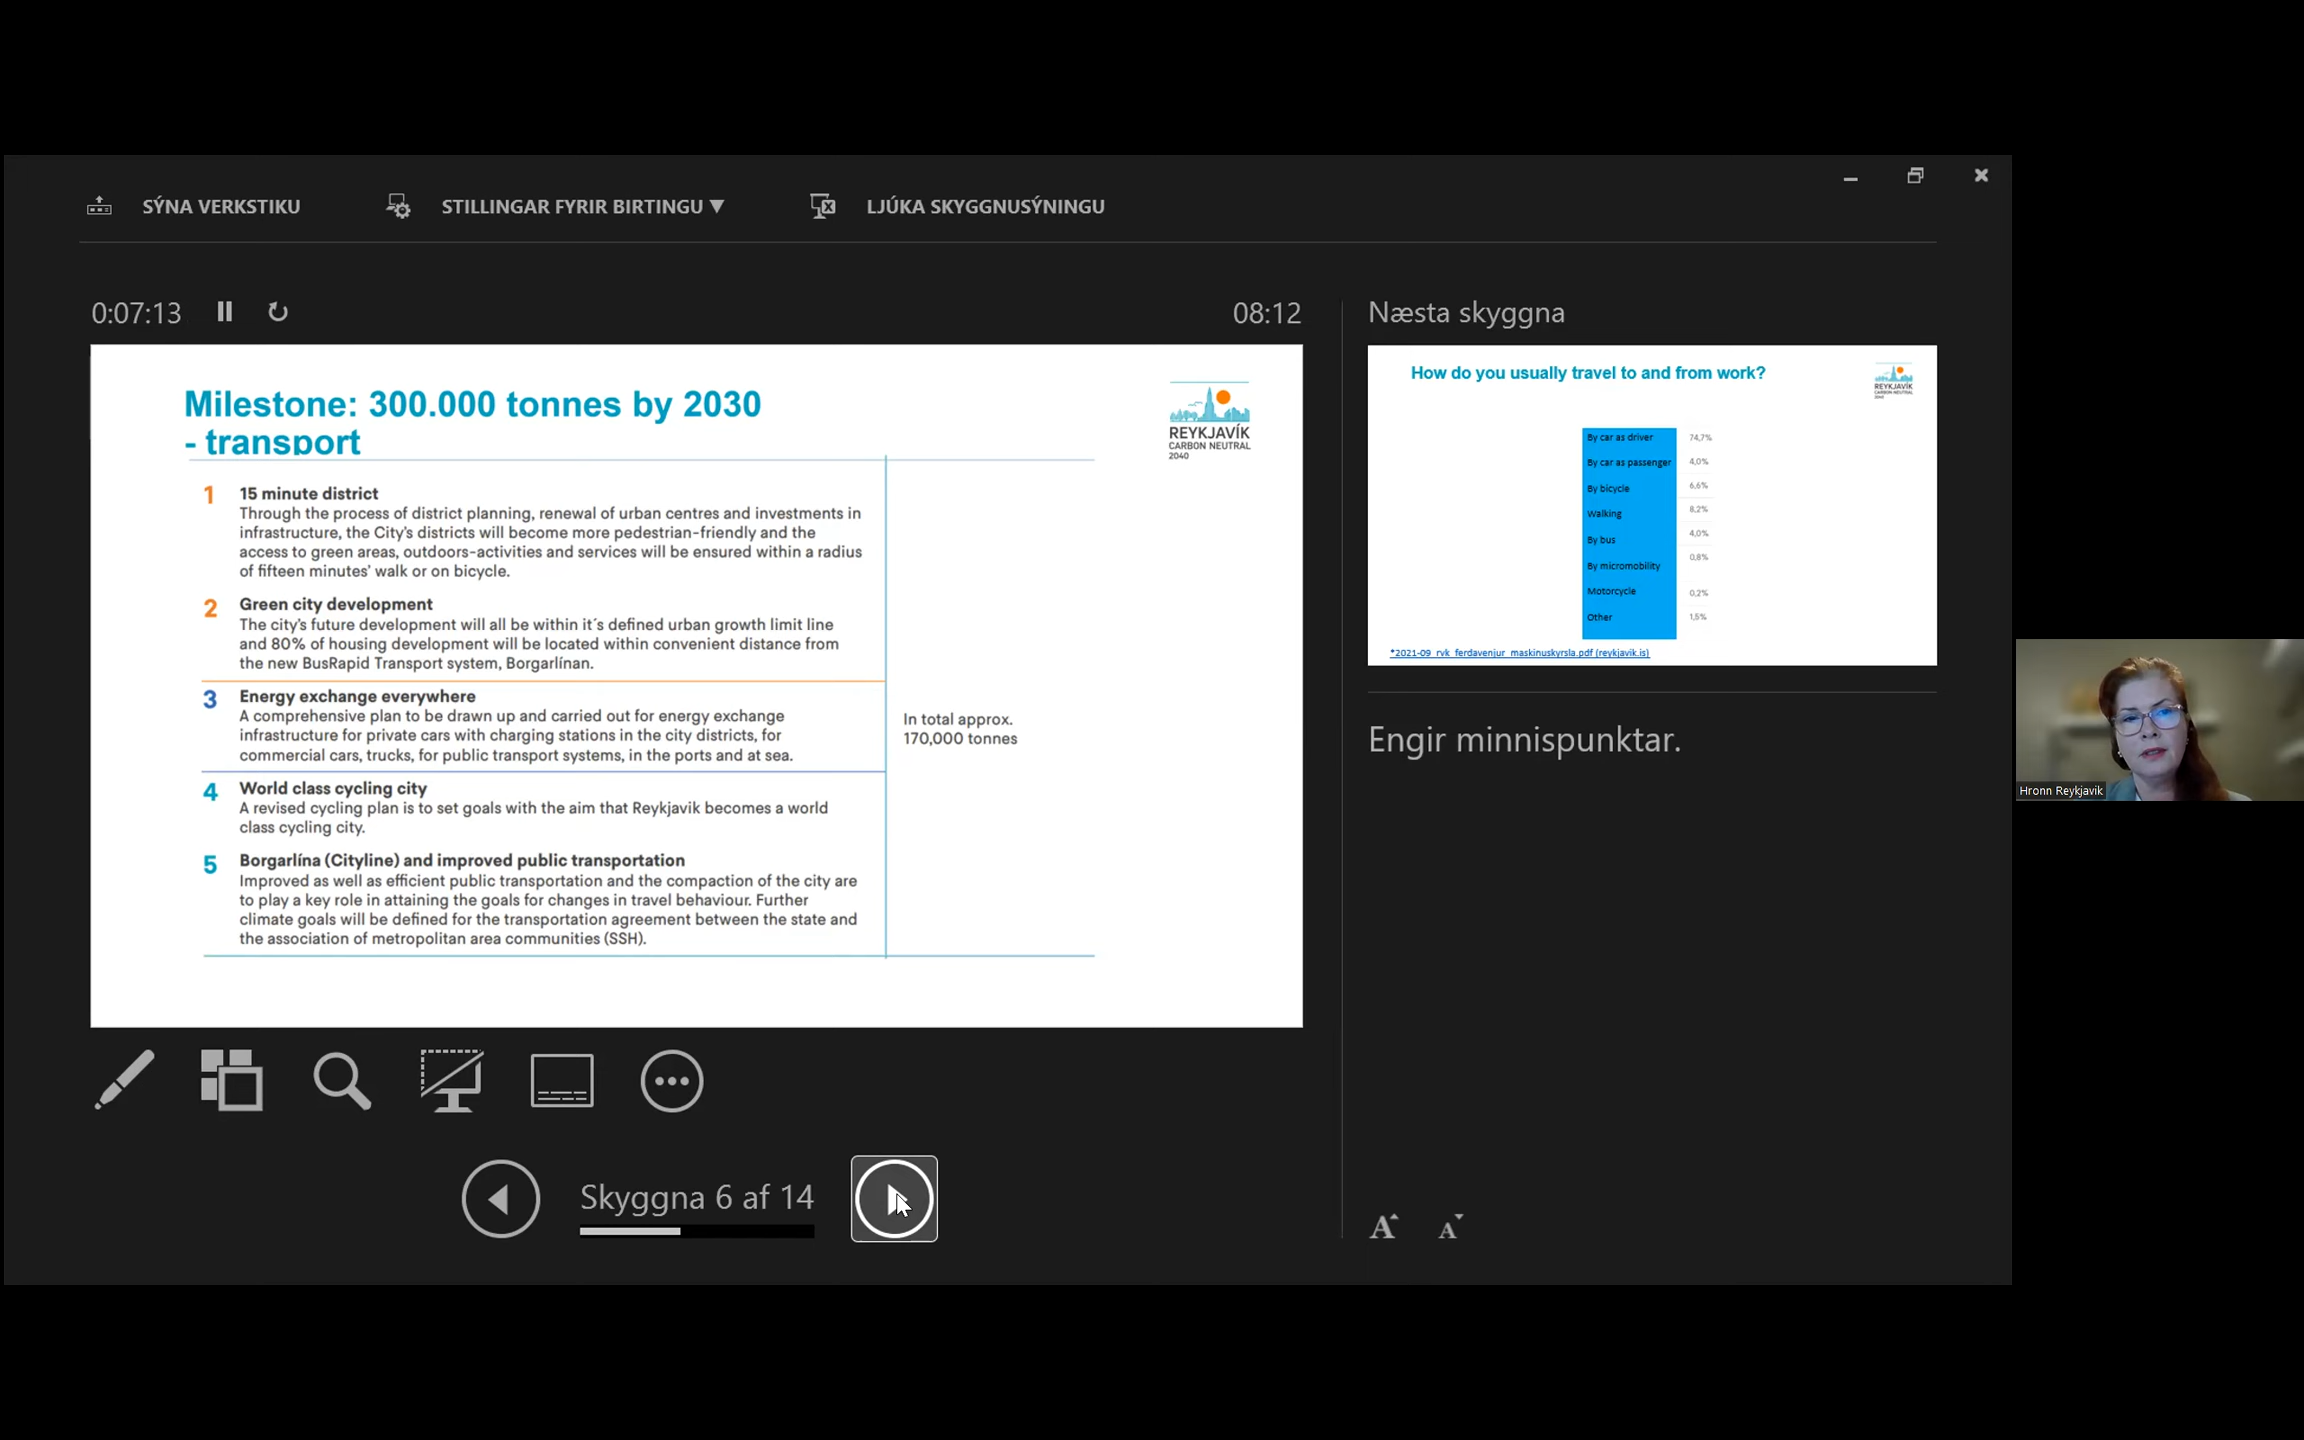 SÝNA VERKSTIKU
STILLINGAR FYRIR BIRTINGU ▼
LJÚKA SKYGGNUSÝNINGU
0:07:13
08:12
Milestone: 300.000 tonnes by 2030
- transport
REYKJAVÍK
CARBON NEUTRAL
2040
1 15 minute district
Through the process of district planning, renewal of urban centres and investments in
infrastructure, the City's districts will become more pedestrian-friendly and the
access to green areas, outdoors-activities and services will be ensured within a radius
of fifteen minutes' walk or on bicycle.
2 Green city development
The city's future development will all be within it´s defined urban growth limit line
and 80% of housing development will be located within convenient distance from
the new BusRapid Transport system, Borgarlínan.
3 Energy exchange everywhere
A comprehensive plan to be drawn up and carried out for energy exchange
infrastructure for private cars with charging stations in the city districts, for
commercial cars, trucks, for public transport systems, in the ports and at sea.
4 World class cycling city
A revised cycling plan is to set goals with the aim that Reykjavik becomes a world
class cycling city.
5 Borgarlína (Cityline) and improved public transportation
Improved as well as efficient public transportation and the compaction of the city are
to play a key role in attaining the goals for changes in travel behaviour. Further
climate goals will be defined for the transportation agreement between the state and
the association of metropolitan area communities (SSH).
In total approx.
170,000 tonnes
Skyggna 6 af 14
Næsta skyggna
How do you usually travel to and from work?
REYKJAVÍK
CARBON NEUTRAL
2040
By car as driver 74,7%
By car as passenger 4,0%
By bicycle 6,6%
Walking 8,2%
By bus 4,0%
By micromobility 0,8%
Motorcycle 0,2%
Other 1,5%
*2021-09_rvk_ferdavenjur_maskinuskyrsla.pdf (reykjavik.is)
Engir minnispunktar.
A A
Hronn Reykjavik